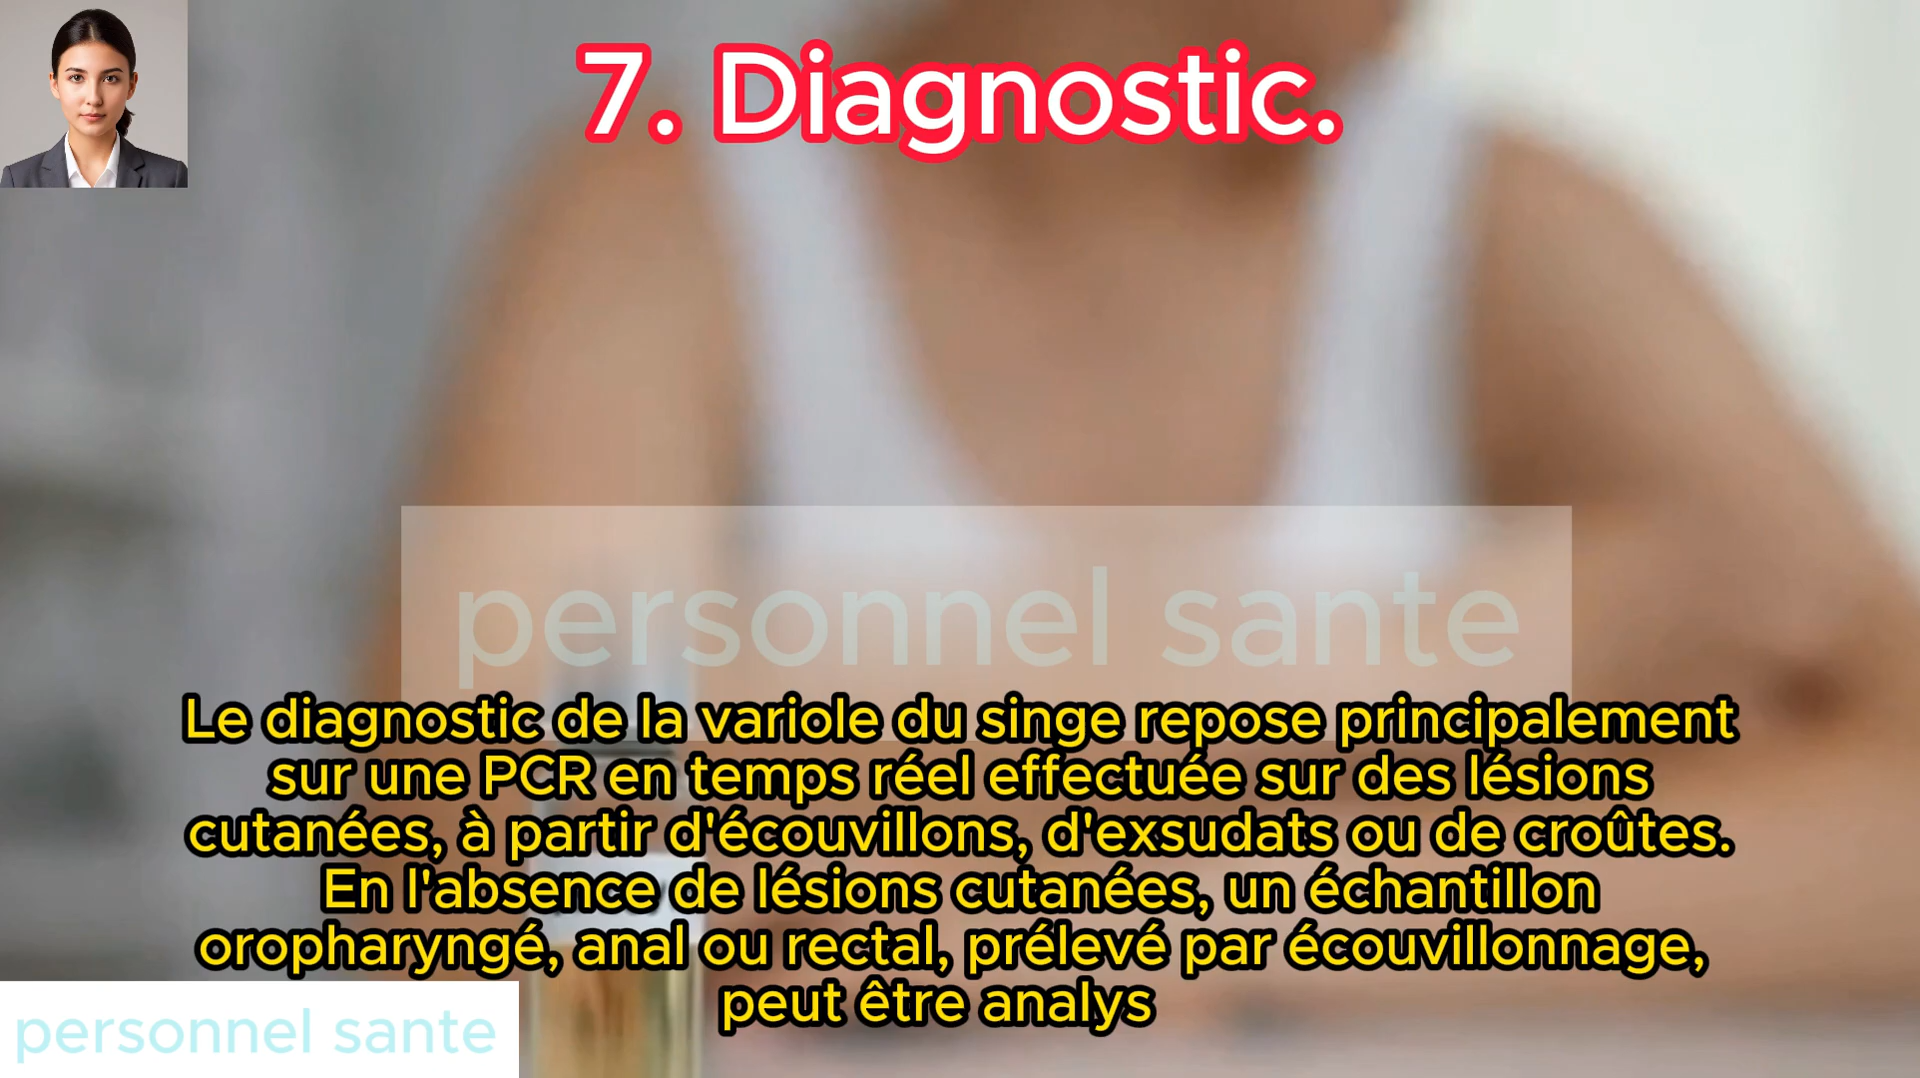 7. Diagnostic.
personnel sante
Le diagnostic de la variole du singe repose principalement
sur une PCR en temps réel effectuée sur des lésions
cutanées, à partir d'écouvillons, d'exsudats ou de croûtes.
En l'absence de lésions cutanées, un échantillon
oropharyngé, anal ou rectal, prélevé par écouvillonnage,
peut être analys
personnel sante